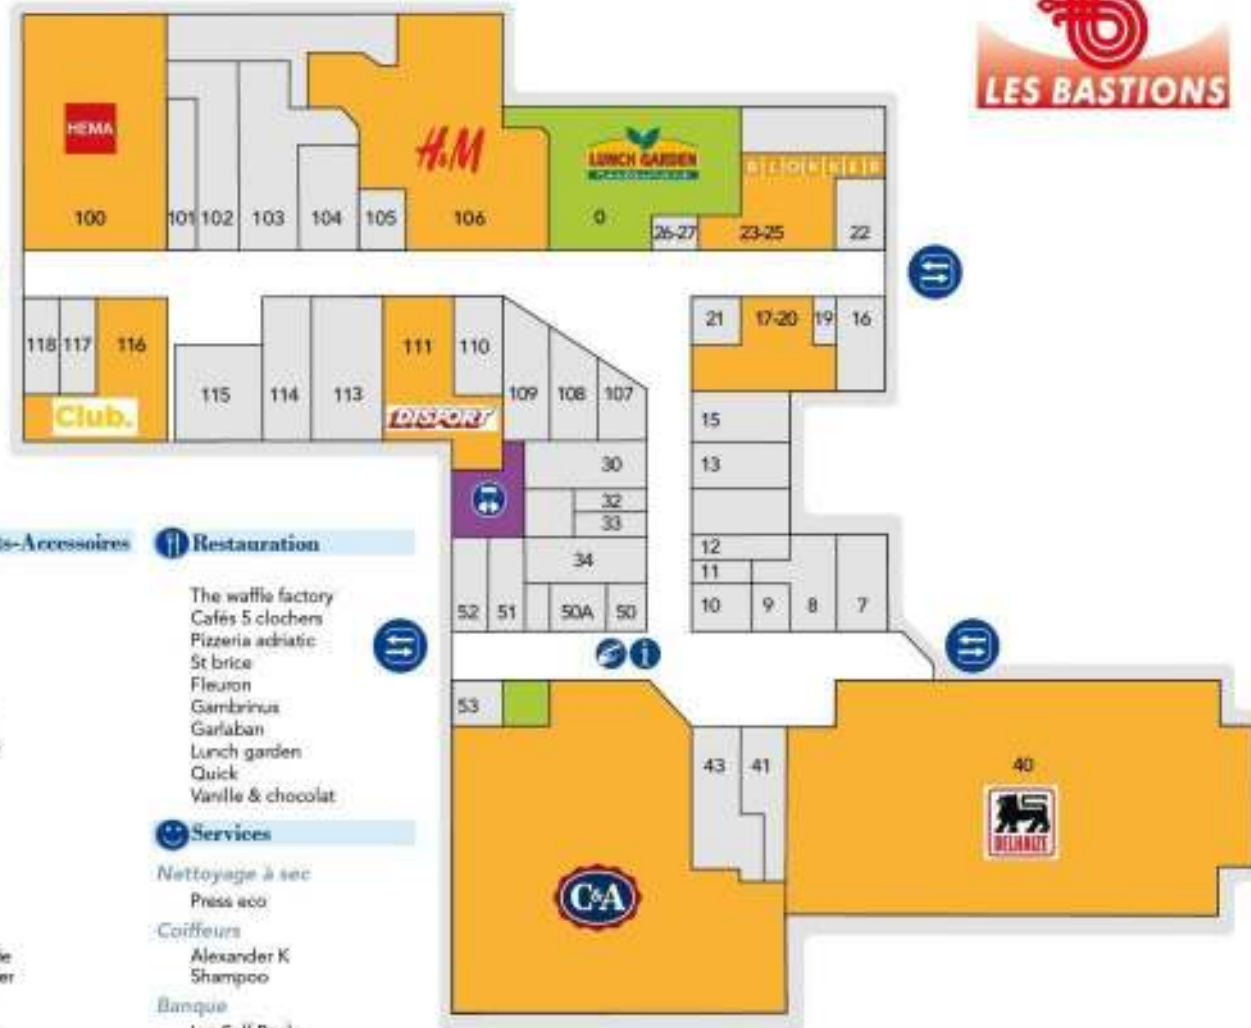 LES BASTIONS
HEMA
H&M
LUNCH GARDEN
BLOKKER
100
101
102
103
104
105
106
0
26-27
23-25
22
118
117
116
115
114
113
111
110
109
108
107
21
17-20
19
16
Club.
DISPORT
15
13
12
11
10
9
8
7
30
32
33
34
52
51
50A
50
i
53
43
41
40
DELHAIZE
C&A
ts-Accessoires
Restauration
The waffle factory
Cafés 5 clochers
Pizzeria adriatic
St brice
Fleuron
Gambrinus
Garlaban
Lunch garden
Quick
Vanille & chocolat
Services
Nettoyage à sec
Press eco
Coiffeurs
Alexander K
Shampoo
Banque